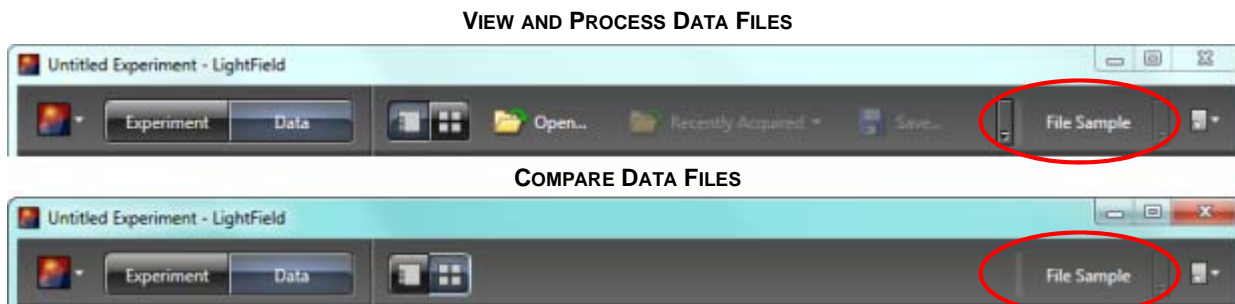 VIEW AND PROCESS DATA FILES
Untitled Experiment - LightField
Experiment Data Open... Recently Acquired Save... File Sample
COMPARE DATA FILES
Untitled Experiment - LightField
Experiment Data File Sample